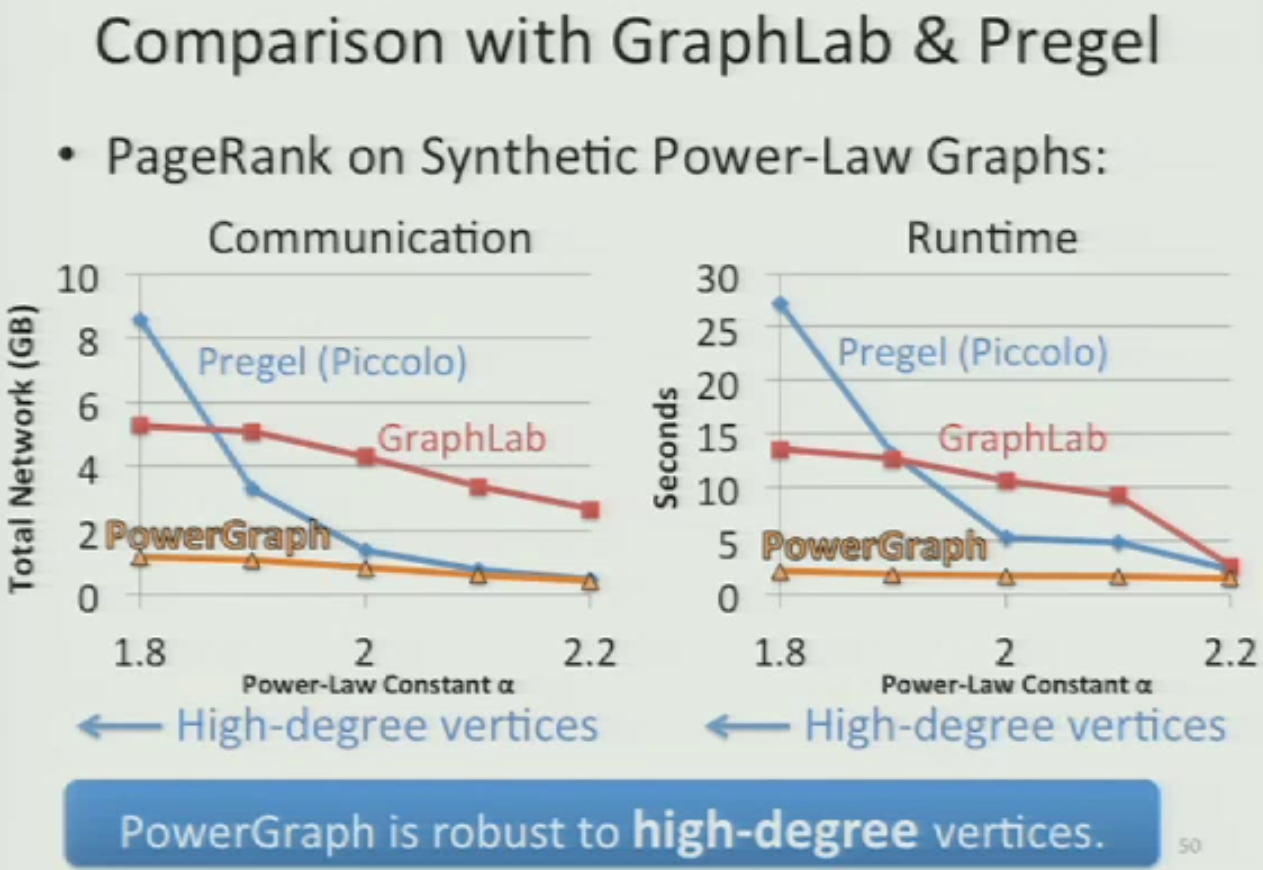 Comparison with GraphLab & Pregel
• PageRank on Synthetic Power-Law Graphs:
Communication
10
8
6
4
2
0
Total Network (GB)
Pregel (Piccolo)
GraphLab
PowerGraph
1.8
2
2.2
Power-Law Constant α
High-degree vertices
Runtime
30
25
20
15
10
5
0
Seconds
Pregel (Piccolo)
GraphLab
PowerGraph
1.8
2
2.2
Power-Law Constant α
High-degree vertices
PowerGraph is robust to high-degree vertices.
50